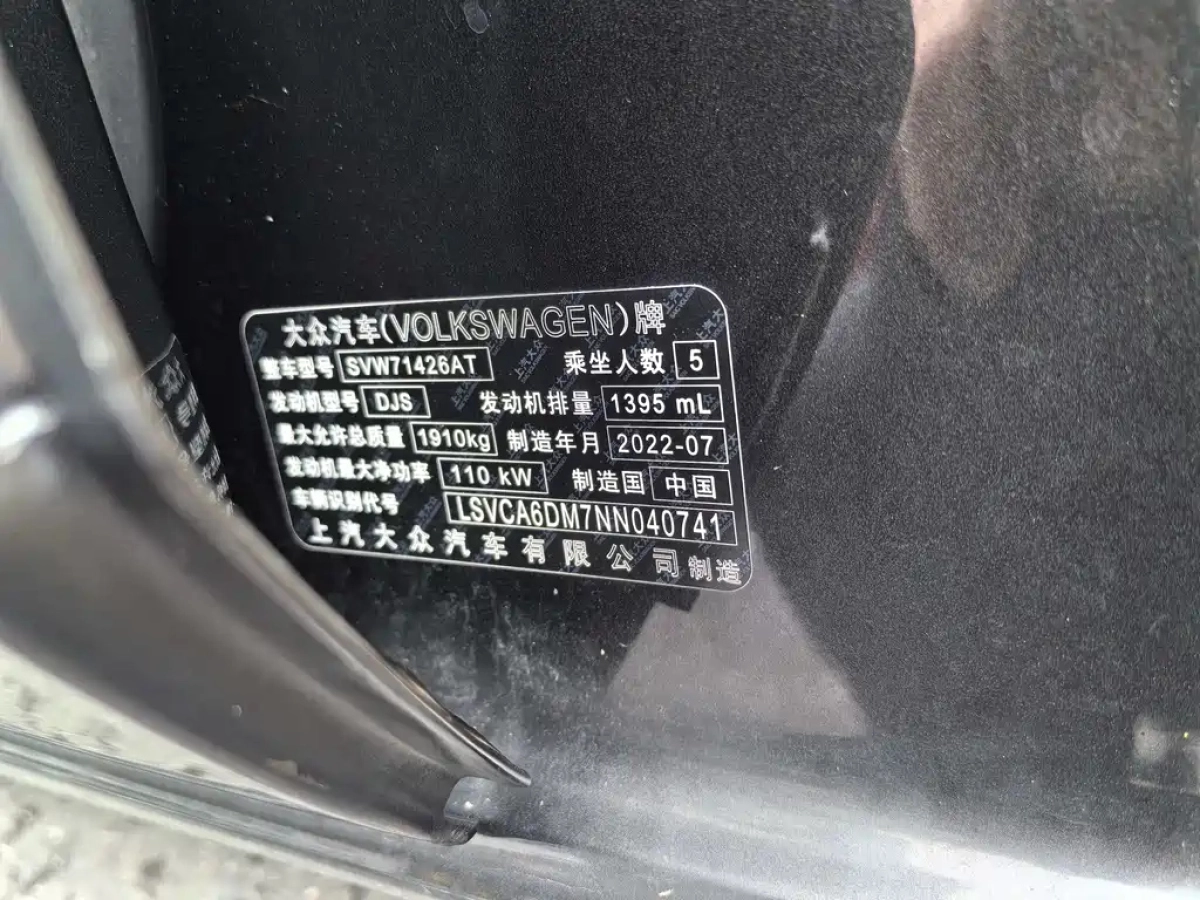 大众汽车(VOLKSWAGEN)牌
整车型号 SVW71426AT 乘坐人数 5
发动机型号 DJS 发动机排量 1395 mL
最大允许总质量 1910kg 制造年月 2022-07
发动机最大净功率 110 kW 制造国 中国
车辆识别代号 LSVCA6DM7NN040741
上汽大众汽车有限公司制造